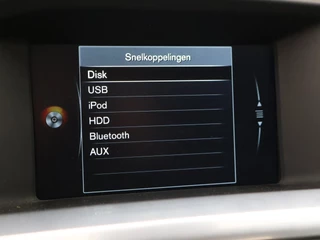 Snelkoppelingen
Disk
USB
iPod
HDD
Bluetooth
AUX